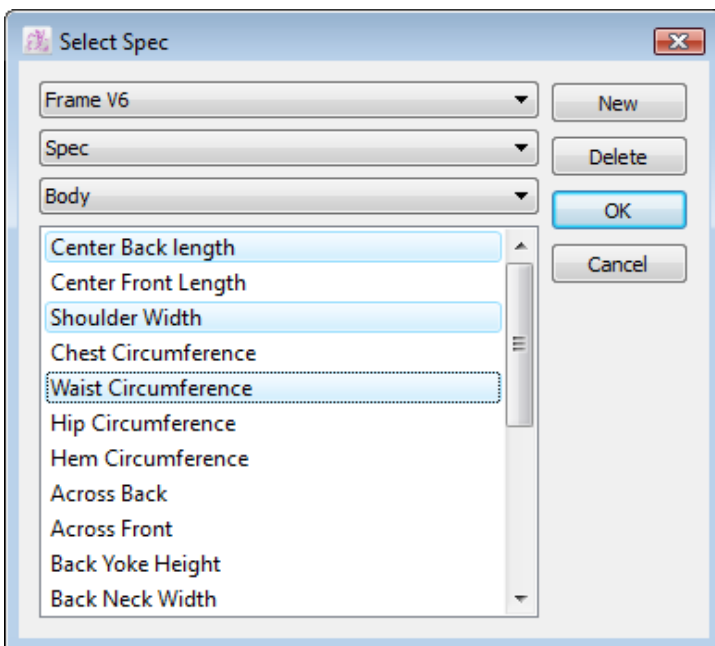 Select Spec
Frame V6
New
Spec
Delete
Body
OK
Cancel
Center Back length
Center Front Length
Shoulder Width
Chest Circumference
Waist Circumference
Hip Circumference
Hem Circumference
Across Back
Across Front
Back Yoke Height
Back Neck Width